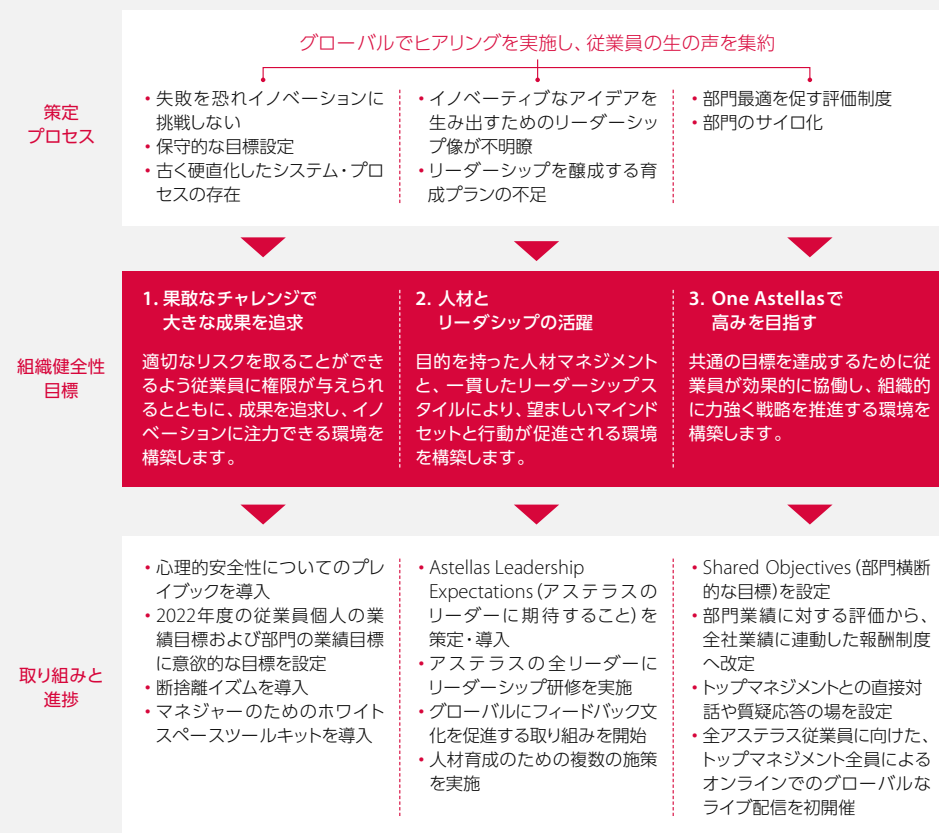 グローバルでヒアリングを実施し、従業員の生の声を集約
策定
プロセス
・失敗を恐れイノベーションに
挑戦しない
・保守的な目標設定
・古く硬直化したシステム・プロ
セスの存在
・イノベーティブなアイデアを
生み出すためのリーダーシッ
プ像が不明瞭
・リーダーシップを醸成する育
成プランの不足
・部門最適を促す評価制度
・部門のサイロ化
組織健全性
目標
1. 果敢なチャレンジで
大きな成果を追求
適切なリスクを取ることができ
るよう従業員に権限が与えられ
るとともに、成果を追求し、イノ
ベーションに注力できる環境を
構築します。
2. 人材と
リーダシップの活躍
目的を持った人材マネジメント
と、一貫したリーダーシップス
タイルにより、望ましいマインド
セットと行動が促進される環境
を構築します。
3. One Astellasで
高みを目指す
共通の目標を達成するために従
業員が効果的に協働し、組織的
に力強く戦略を推進する環境を
構築します。
取り組みと
進捗
・心理的安全性についてのプレ
イブックを導入
・2022年度の従業員個人の業
績目標および部門の業績目標
に意欲的な目標を設定
・断捨離イズムを導入
・マネジャーのためのホワイト
スペースツールキットを導入
・Astellas Leadership
Expectations（アステラスの
リーダーに期待すること）を
策定・導入
・アステラスの全リーダーに
リーダーシップ研修を実施
・グローバルにフィードバック文
化を促進する取り組みを開始
・人材育成のための複数の施策
を実施
・Shared Objectives（部門横断
的な目標）を設定
・部門業績に対する評価から、
全社業績に連動した報酬制度
へ改定
・トップマネジメントとの直接対
話や質疑応答の場を設定
・全アステラス従業員に向けた、
トップマネジメント全員による
オンラインでのグローバルな
ライブ配信を初開催